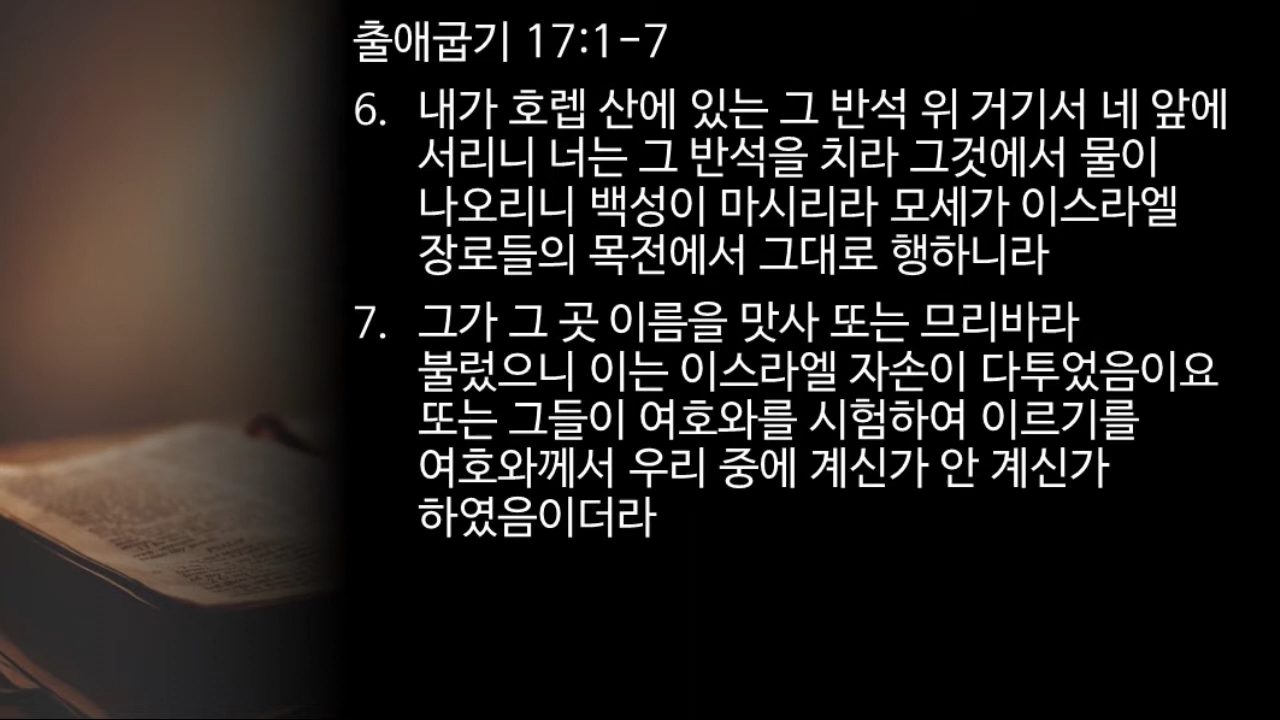 출애굽기 17:1-7
6. 내가 호렙 산에 있는 그 반석 위 거기서 네 앞에
서리니 너는 그 반석을 치라 그것에서 물이
나오리니 백성이 마시리라 모세가 이스라엘
장로들의 목전에서 그대로 행하니라
7. 그가 그 곳 이름을 맛사 또는 므리바라
불렀으니 이는 이스라엘 자손이 다투었음이요
또는 그들이 여호와를 시험하여 이르기를
여호와께서 우리 중에 계신가 안 계신가
하였음이더라